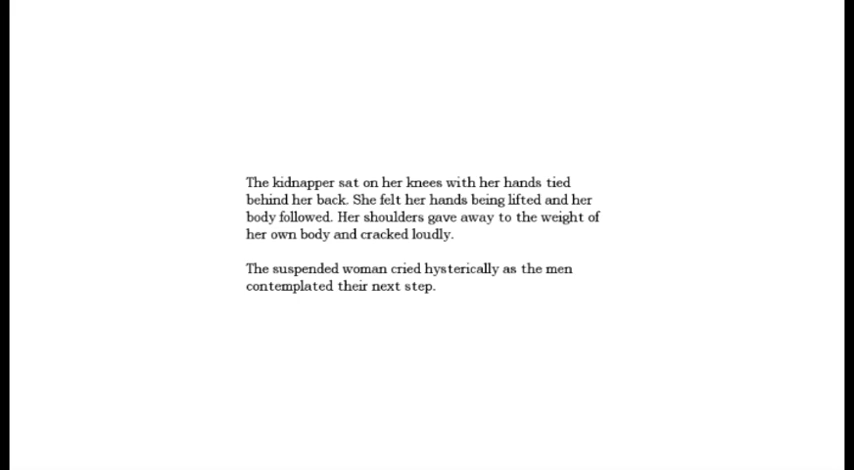 The kidnapper sat on her knees with her hands tied
behind her back. She felt her hands being lifted and her
body followed. Her shoulders gave away to the weight of
her own body and cracked loudly.
The suspended woman cried hysterically as the men
contemplated their next step.